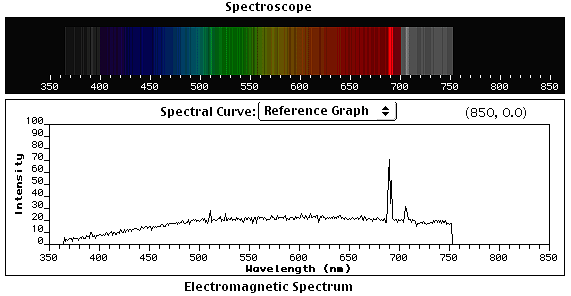 Spectroscope
350 400 450 500 550 600 650 700 750 800 850
Spectral Curve: Reference Graph (850, 0.0)
100
90
80
70
60
50
40
30
20
10
0
Intensity
350 400 450 500 550 600 650 700 750 800 850
Wavelength (nm)
Electromagnetic Spectrum